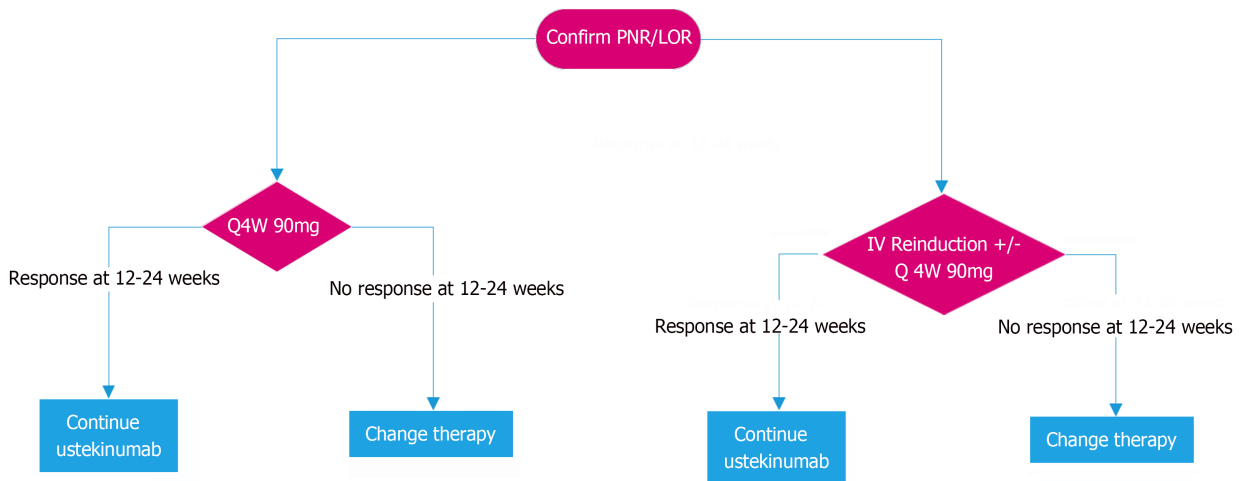 Confirm PNR/LOR
Q4W 90mg
IV Reinduction +/-
Q 4W 90mg
Response at 12-24 weeks
No response at 12-24 weeks
Response at 12-24 weeks
No response at 12-24 weeks
Continue
ustekinumab
Change therapy
Continue
ustekinumab
Change therapy